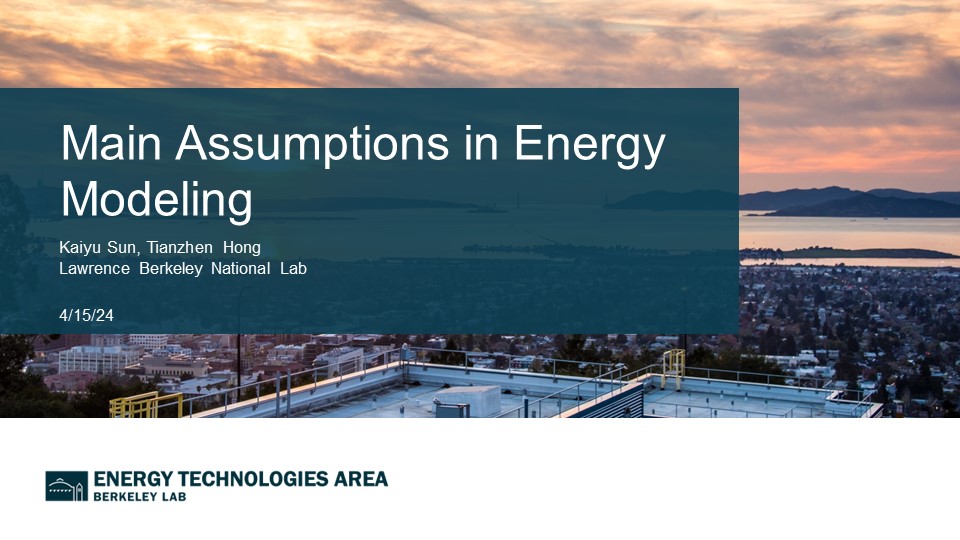 Main Assumptions in Energy
Modeling
Kaiyu Sun, Tianzhen Hong
Lawrence Berkeley National Lab
4/15/24
ENERGY TECHNOLOGIES AREA
BERKELEY LAB